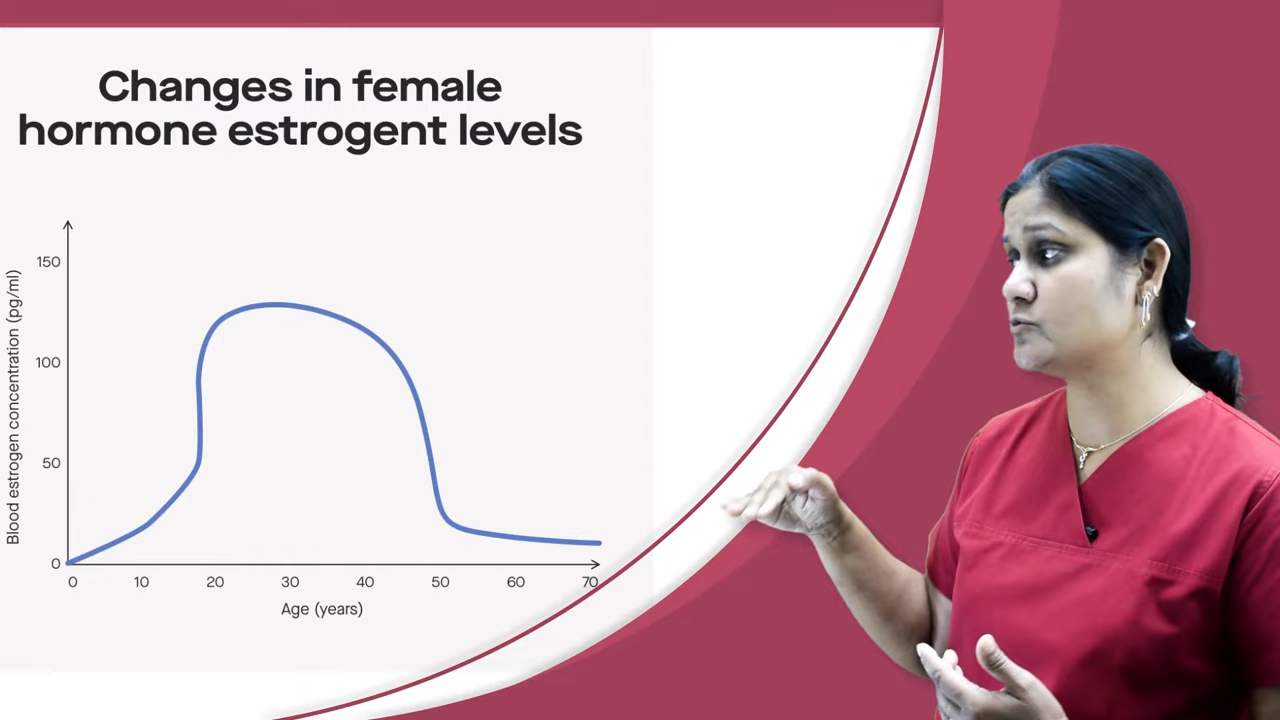 Changes in female
hormone estrogent levels
Blood estrogen concentration (pg/ml)
150
100
50
0
0 10 20 30 40 50 60 70
Age (years)